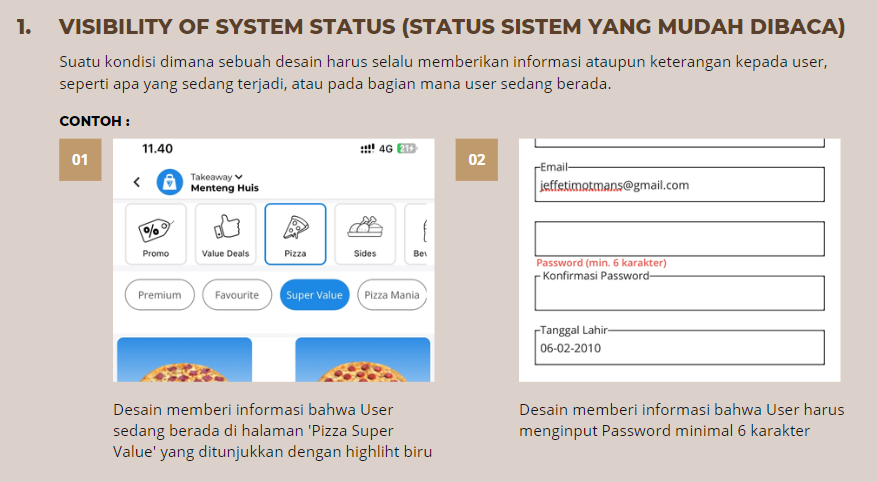 1. VISIBILITY OF SYSTEM STATUS (STATUS SISTEM YANG MUDAH DIBACA)
Suatu kondisi dimana sebuah desain harus selalu memberikan informasi ataupun keterangan kepada user,
seperti apa yang sedang terjadi, atau pada bagian mana user sedang berada.
CONTOH :
01
11.40
4G 21
Takeaway
Menteng Huis
%
Promo
Value Deals
Pizza
Sides
Premium
Favourite
Super Value
Pizza Mania
Desain memberi informasi bahwa User
sedang berada di halaman 'Pizza Super
Value' yang ditunjukkan dengan highliht biru
02
Email
jeffetimotmans@gmail.com
Password (min. 6 karakter)
Konfirmasi Password
Tanggal Lahir
06-02-2010
Desain memberi informasi bahwa User harus
menginput Password minimal 6 karakter